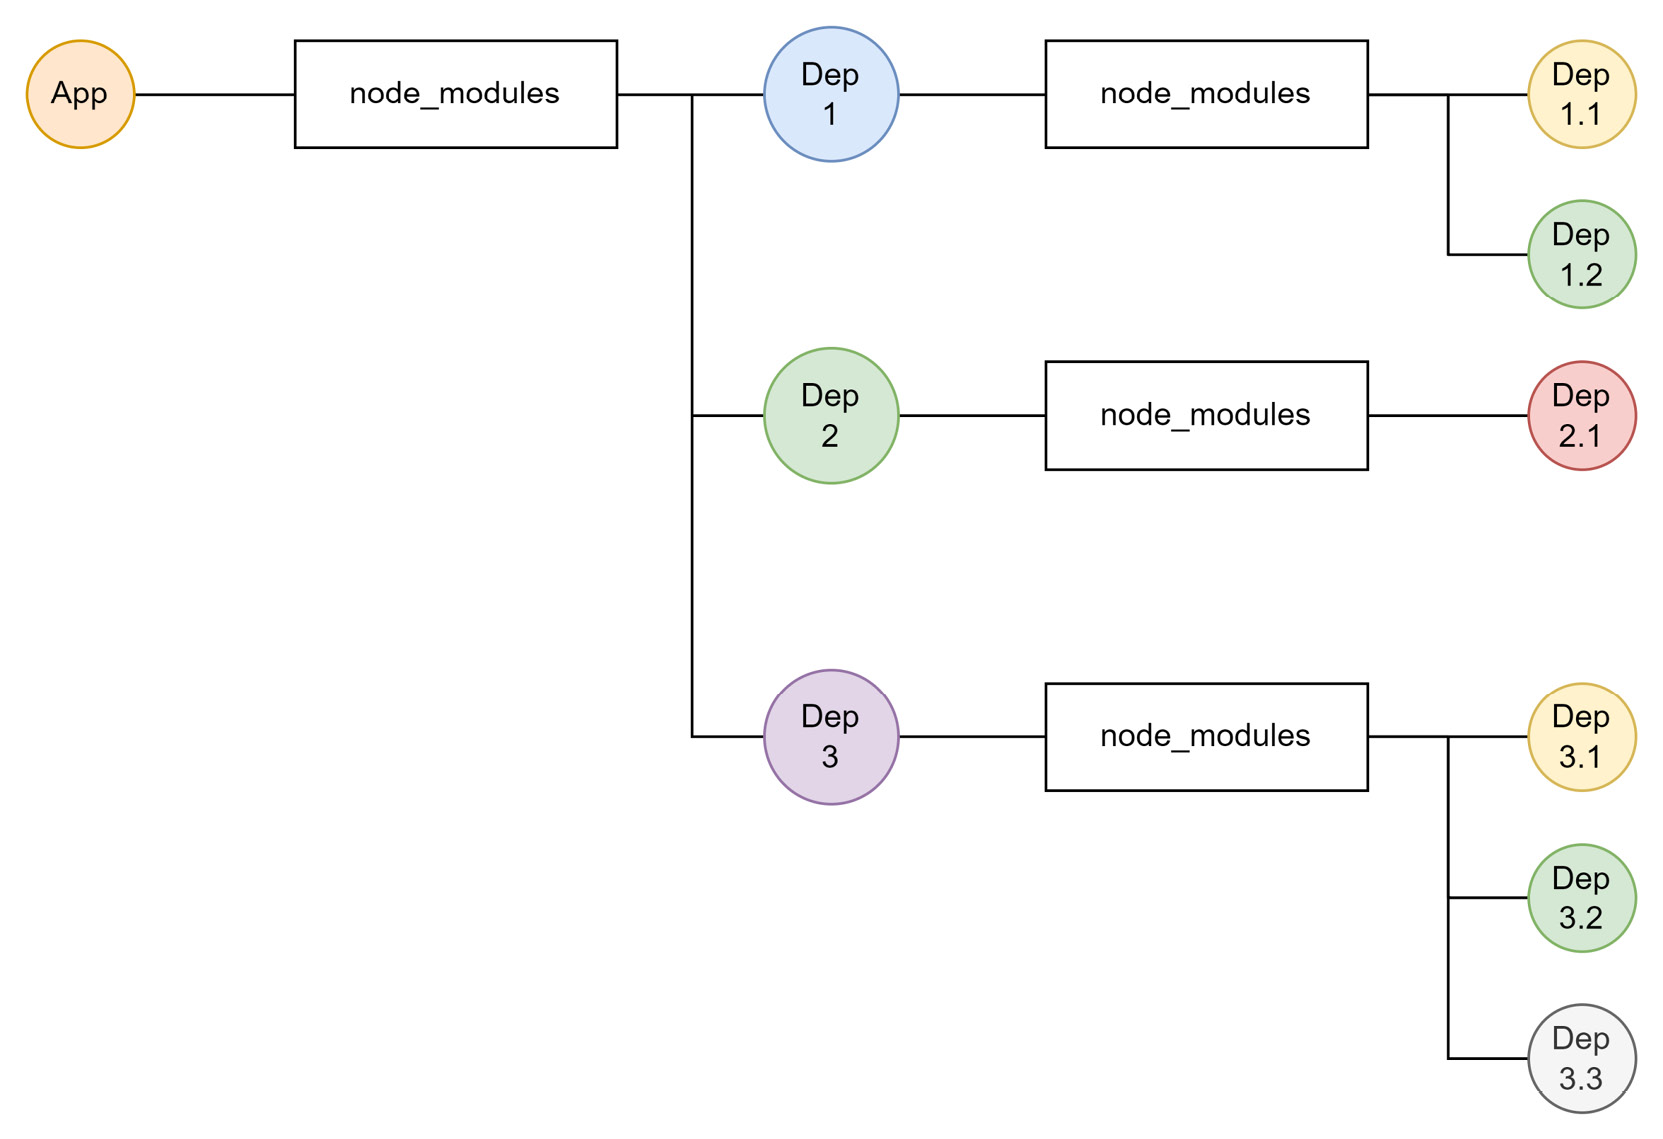 App
node_modules
Dep
1
node_modules
Dep
1.1
Dep
1.2
Dep
2
node_modules
Dep
2.1
Dep
3
node_modules
Dep
3.1
Dep
3.2
Dep
3.3